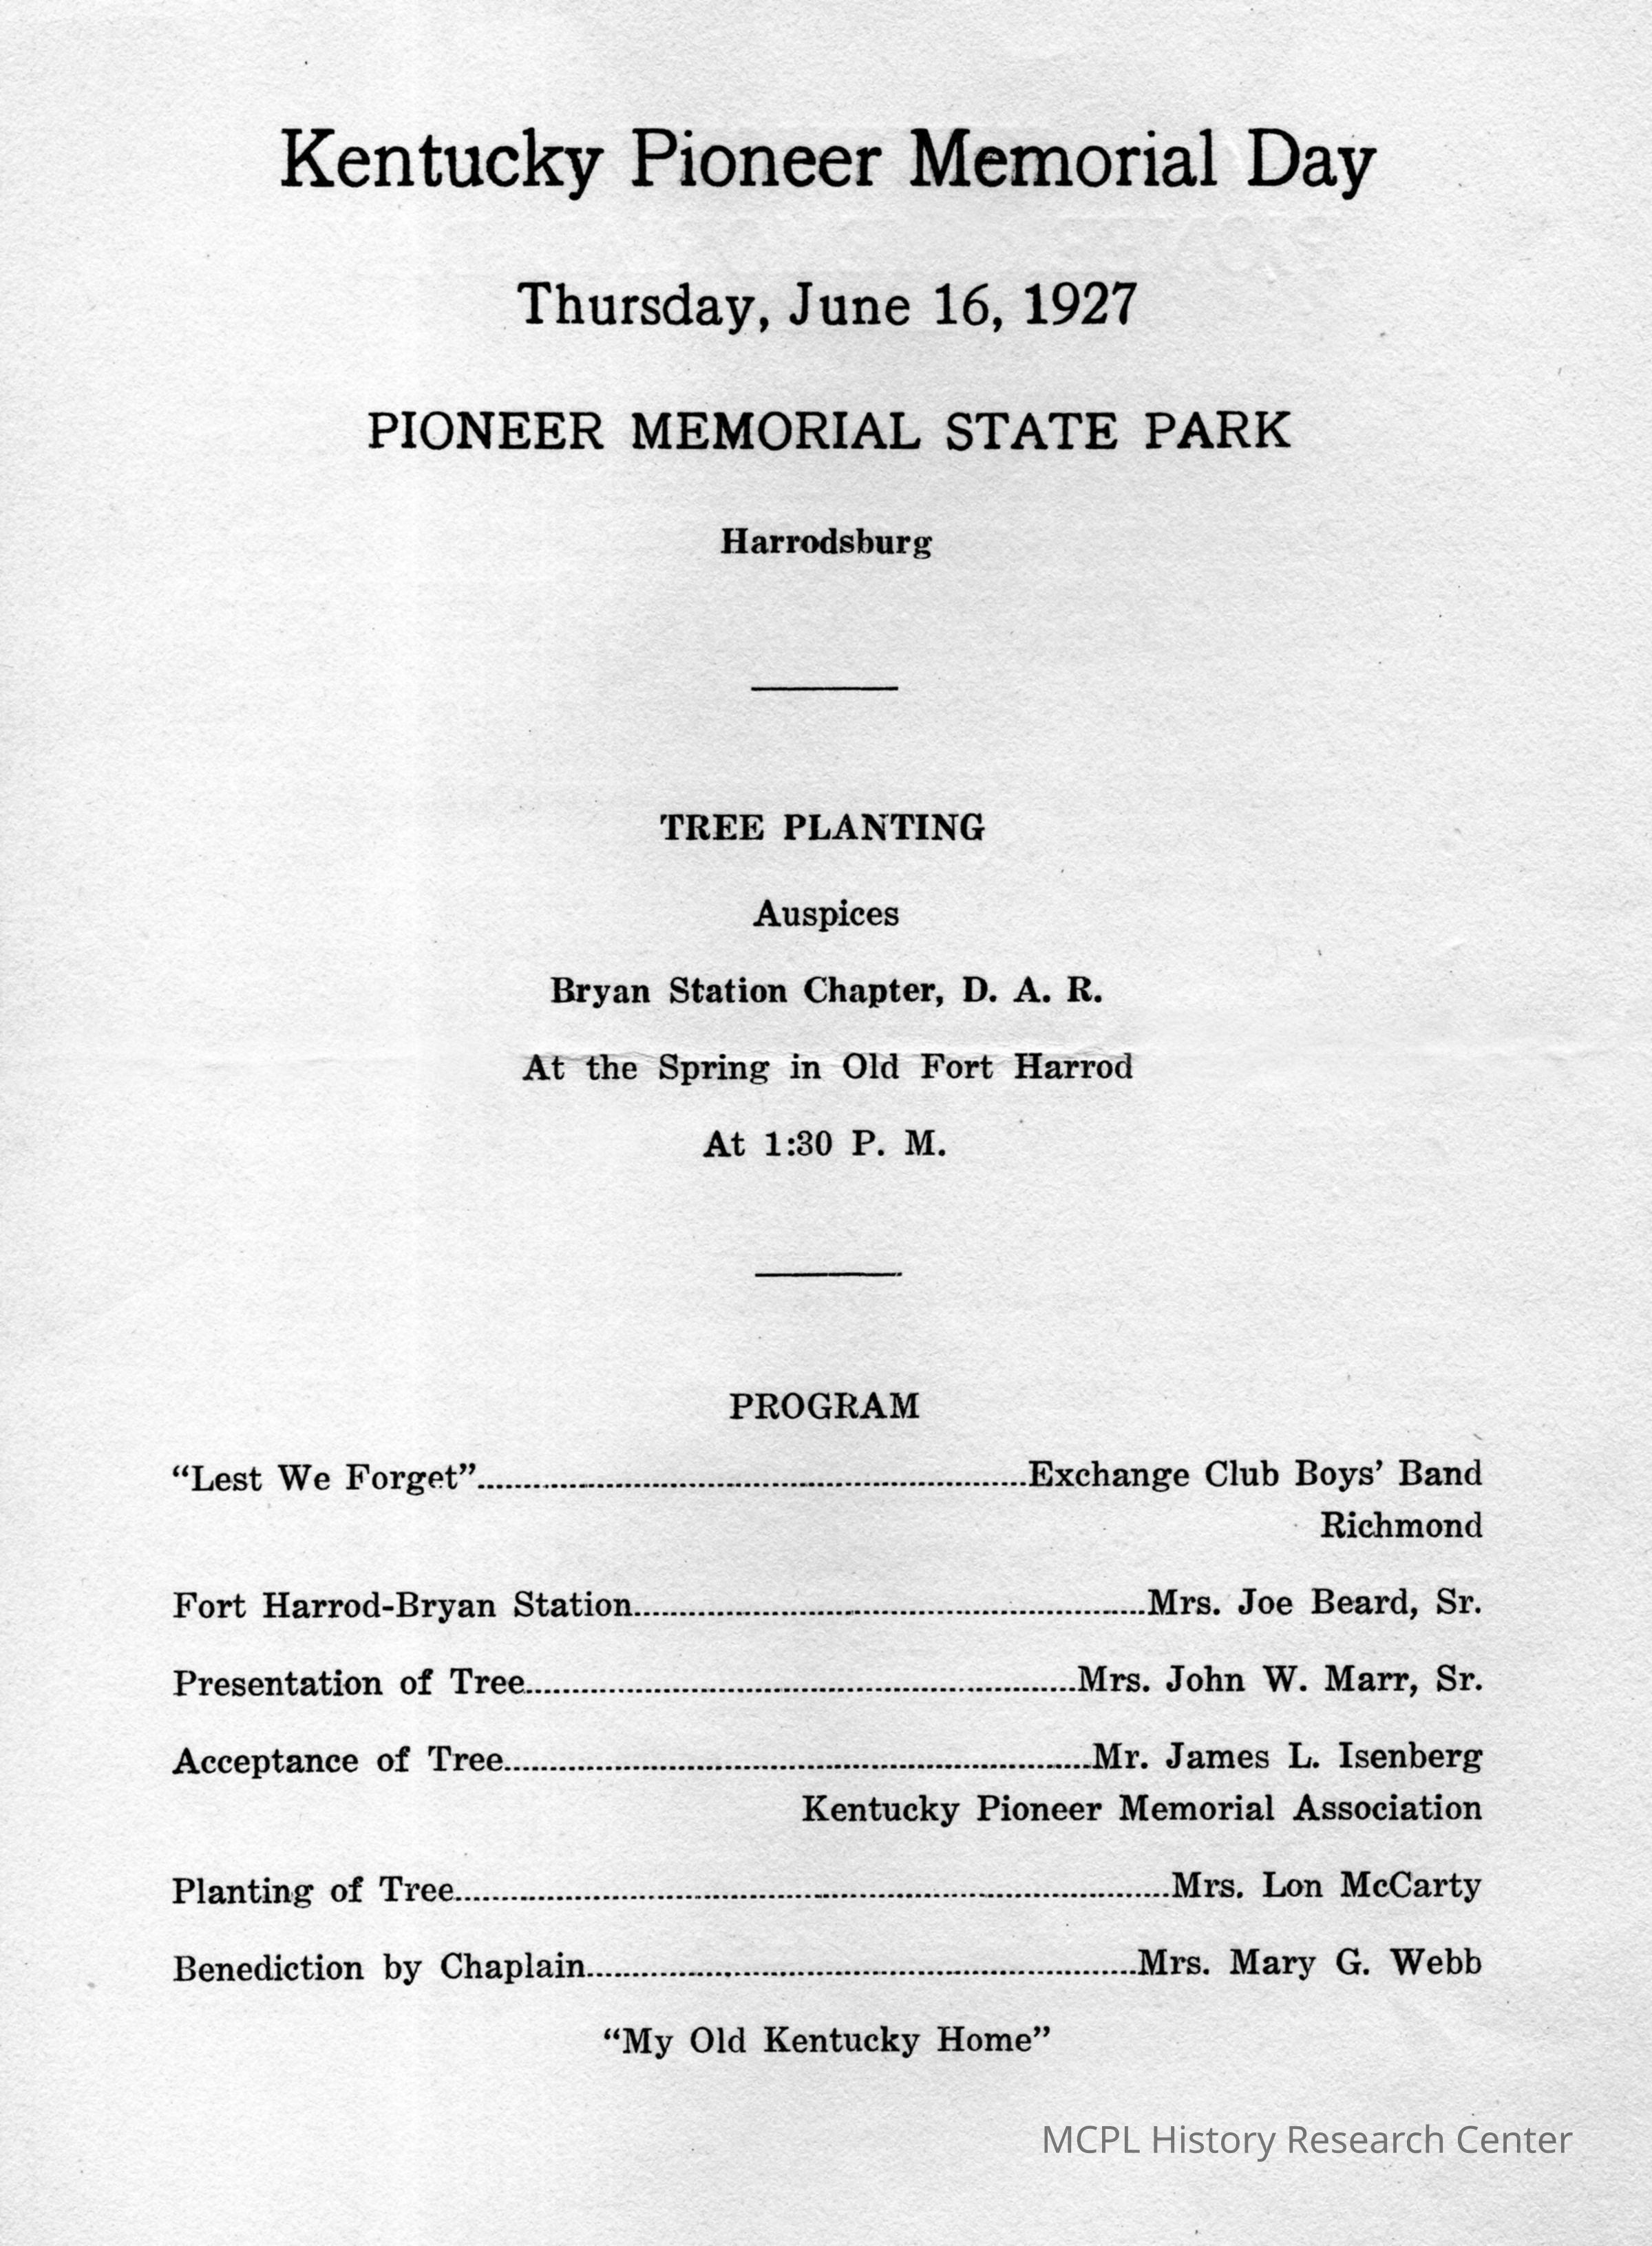 Kentucky Pioneer Memorial Day
Thursday, June 16, 1927
PIONEER MEMORIAL STATE PARK
Harrodsburg
TREE PLANTING
Auspices
Bryan Station Chapter, D. A. R.
At the Spring in Old Fort Harrod
At 1:30 P. M.
PROGRAM
“Lest We Forget”..........Exchange Club Boys’ Band
Richmond
Fort Harrod-Bryan Station..........Mrs. Joe Beard, Sr.
Presentation of Tree..........Mrs. John W. Marr, Sr.
Acceptance of Tree..........Mr. James L. Isenberg
Kentucky Pioneer Memorial Association
Planting of Tree..........Mrs. Lon McCarty
Benediction by Chaplain..........Mrs. Mary G. Webb
“My Old Kentucky Home”
MCPL History Research Center